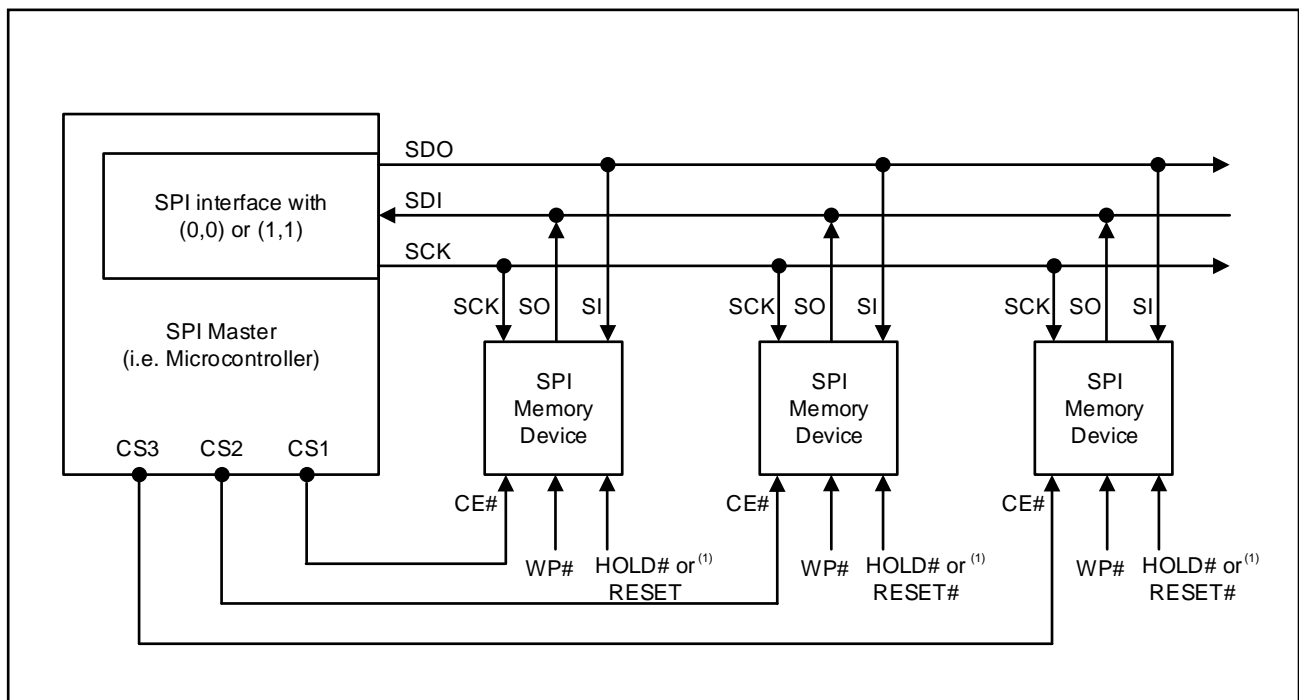 SDO
SPI interface with
(0,0) or (1,1)
SDI
SCK
SPI Master
(i.e. Microcontroller)
CS3
CS2
CS1
SCK
SO
SI
SPI
Memory
Device
CE#
WP#
HOLD# or (1)
RESET
SCK
SO
SI
SPI
Memory
Device
CE#
WP#
HOLD# or (1)
RESET#
SCK
SO
SI
SPI
Memory
Device
CE#
WP#
HOLD# or (1)
RESET#